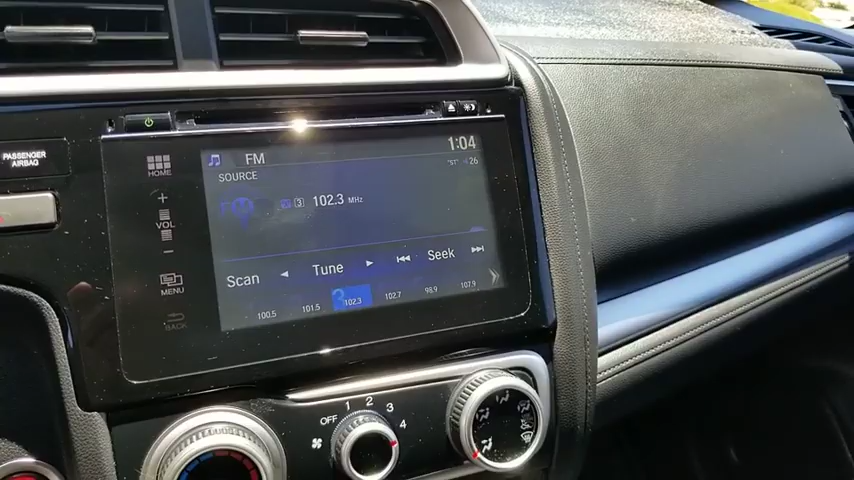 PASSENGER
AIRBAG
HOME
FM
1:04
SOURCE
"ST" 26
+
VOL
3 102.3 MHz
-
MENU
Scan Tune Seek
BACK
3
100.5 101.5 102.3 102.7 98.9 107.9
OFF 1 2 3 4